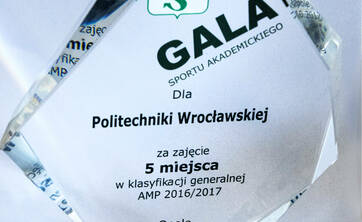 GALA
SPORTU AKADEMICKIEGO
Dla
Politechniki Wrocławskiej
za zajęcie
5 miejsca
w klasyfikacji generalnej
AMP 2016/2017